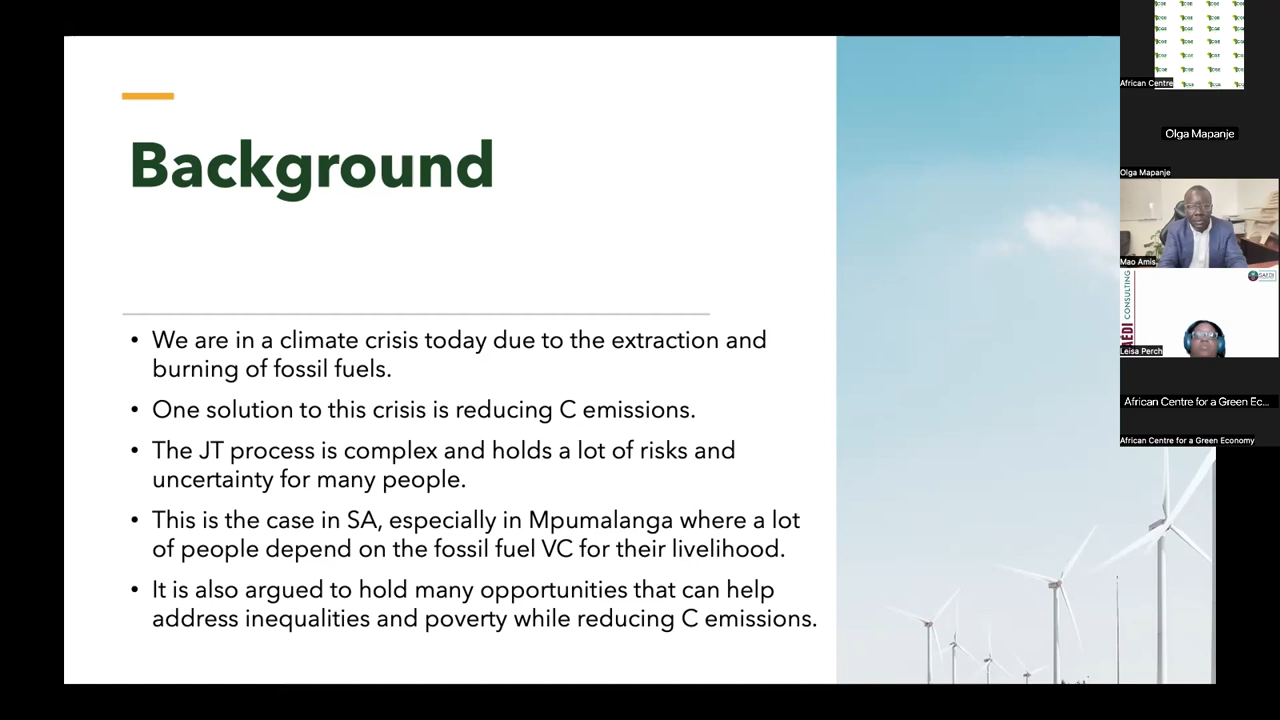 Background
• We are in a climate crisis today due to the extraction and
burning of fossil fuels.
• One solution to this crisis is reducing C emissions.
• The JT process is complex and holds a lot of risks and
uncertainty for many people.
• This is the case in SA, especially in Mpumalanga where a lot
of people depend on the fossil fuel VC for their livelihood.
• It is also argued to hold many opportunities that can help
address inequalities and poverty while reducing C emissions.
African Centre
Olga Mapanje
Olga Mapanje
Mao Amis
CONSULTING
Leisa Perch
African Centre for a Green Ec...
African Centre for a Green Economy